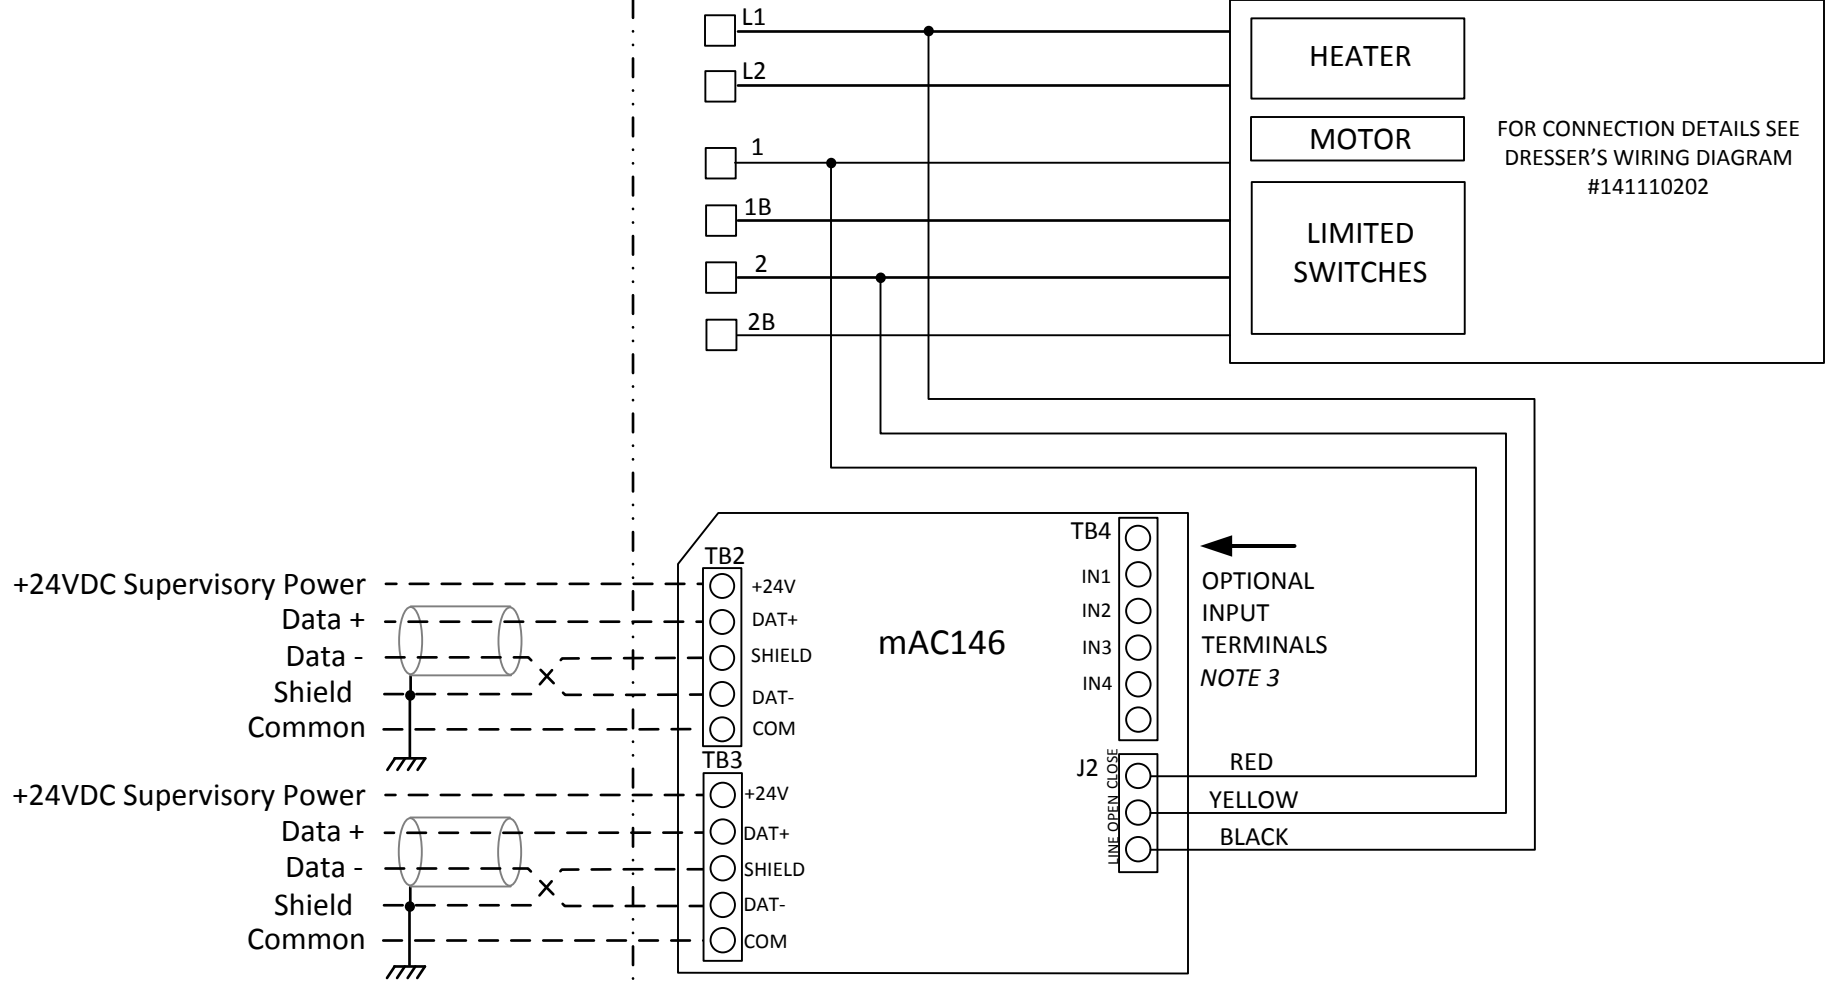 L1
L2
1
1B
2
2B
HEATER
MOTOR
LIMITED
SWITCHES
FOR CONNECTION DETAILS SEE
DRESSER'S WIRING DIAGRAM
#141110202
+24VDC Supervisory Power
Data +
Data -
Shield
Common
TB2
+24V
DAT+
SHIELD
DAT-
COM
+24VDC Supervisory Power
Data +
Data -
Shield
Common
TB3
+24V
DAT+
SHIELD
DAT-
COM
mAC146
TB4
IN1
IN2
IN3
IN4
OPTIONAL
INPUT
TERMINALS
NOTE 3
J2
LINE OPEN CLOSE
RED
YELLOW
BLACK